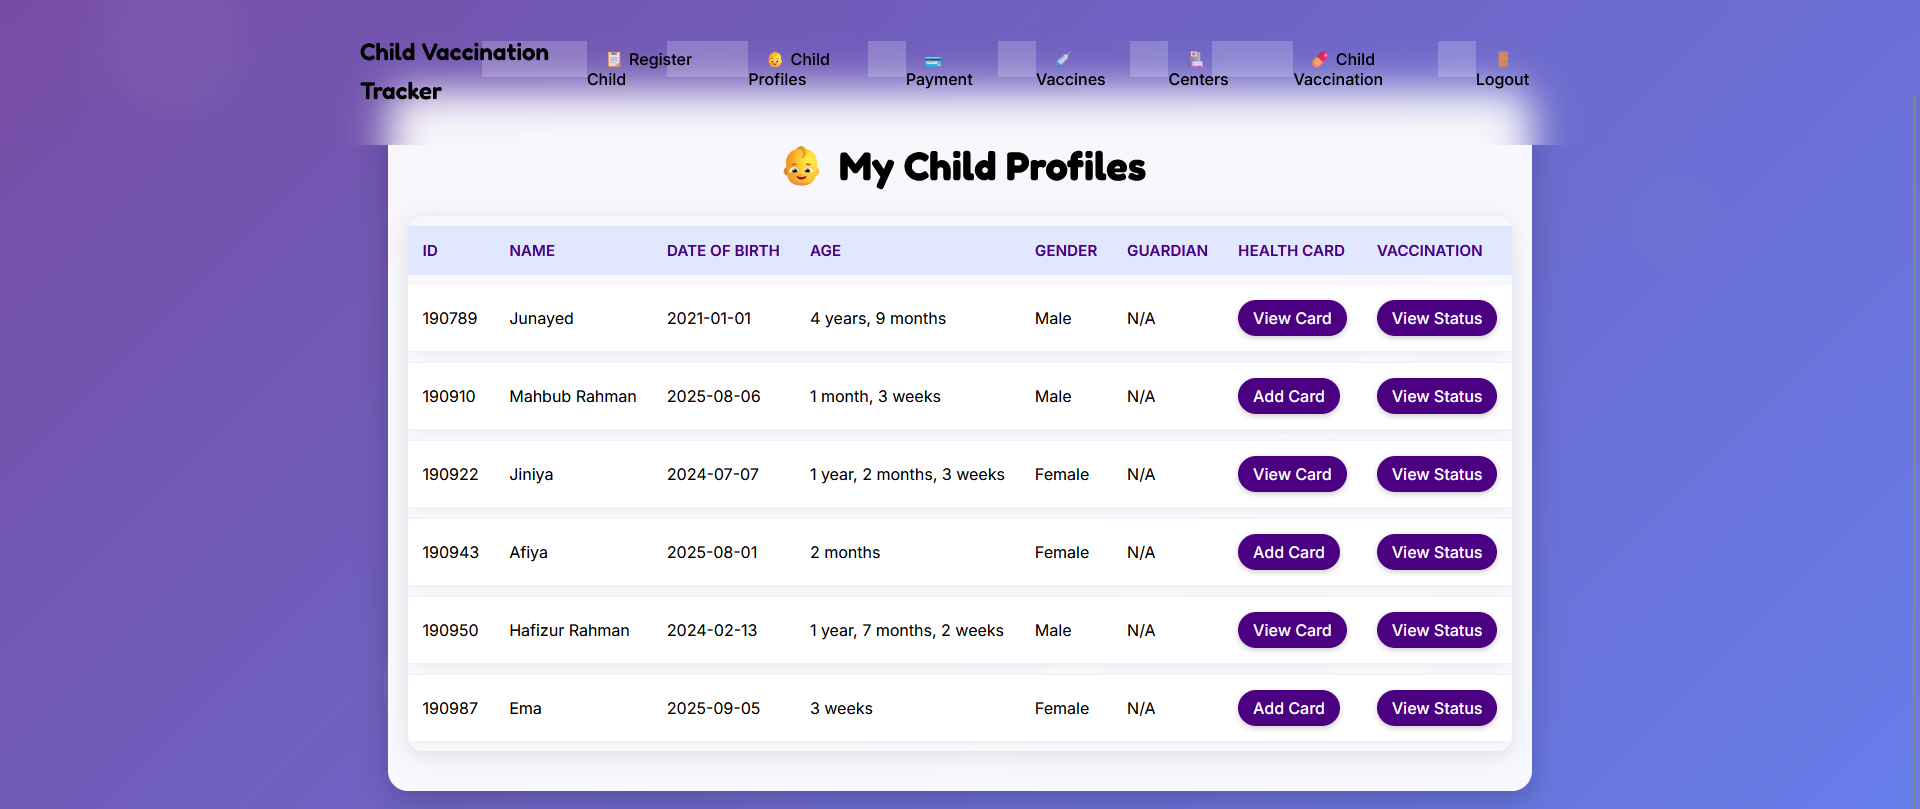 Child Vaccination
Tracker
📋 Register
Child
👶 Child
Profiles
💳
Payment
💉
Vaccines
🏥
Centers
💊 Child
Vaccination
🚪
Logout
👶 My Child Profiles
ID NAME DATE OF BIRTH AGE GENDER GUARDIAN HEALTH CARD VACCINATION
190789 Junayed 2021-01-01 4 years, 9 months Male N/A View Card View Status
190910 Mahbub Rahman 2025-08-06 1 month, 3 weeks Male N/A Add Card View Status
190922 Jiniya 2024-07-07 1 year, 2 months, 3 weeks Female N/A View Card View Status
190943 Afiya 2025-08-01 2 months Female N/A Add Card View Status
190950 Hafizur Rahman 2024-02-13 1 year, 7 months, 2 weeks Male N/A View Card View Status
190987 Ema 2025-09-05 3 weeks Female N/A Add Card View Status